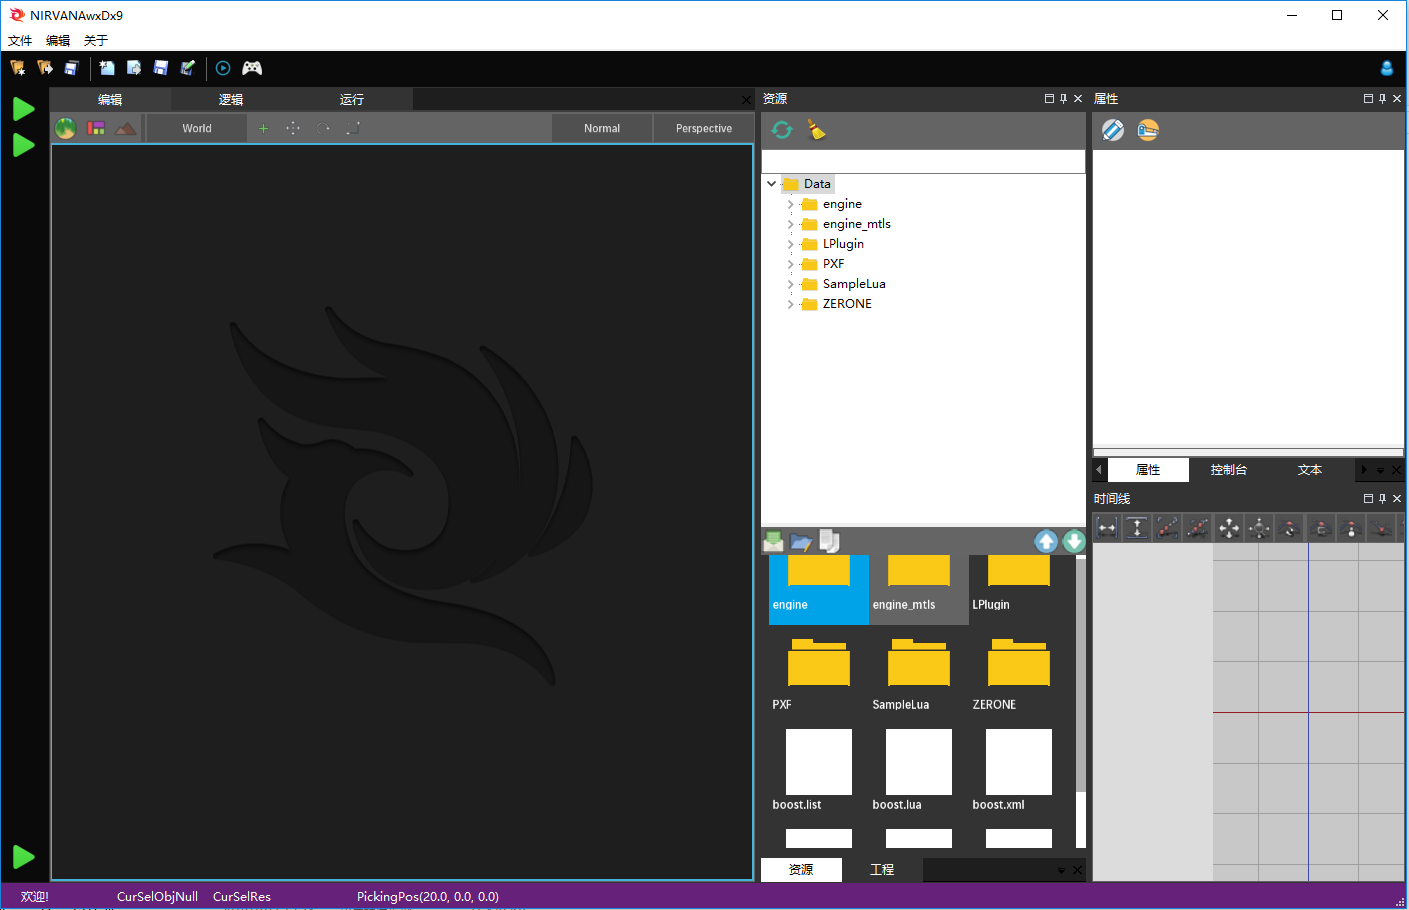 NIRVANAwxDx9
文件 编辑 关于
编辑 逻辑 运行
World Normal Perspective
资源
Data
engine
engine_mtls
LPlugin
PXF
SampleLua
ZERONE
engine engine_mtls LPlugin
PXF SampleLua ZERONE
boost.list boost.lua boost.xml
资源 工程
属性
属性 控制台 文本
时间线
欢迎! CurSelObjNull CurSelRes PickingPos(20.0, 0.0, 0.0)